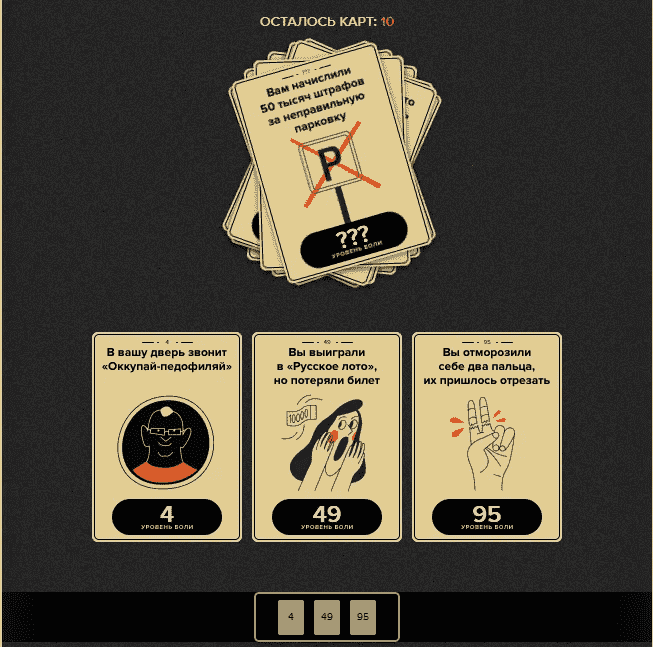 ОСТАЛОСЬ КАРТ: 10
???
Вам начислили
50 тысяч штрафов
за неправильную
парковку
то
P
???
УРОВЕНЬ БОЛИ
4
В вашу дверь звонит
«Оккупай-педофиляй»
4
УРОВЕНЬ БОЛИ
49
Вы выиграли
в «Русское лото»,
но потеряли билет
10000
49
УРОВЕНЬ БОЛИ
95
Вы отморозили
себе два пальца,
их пришлось отрезать
95
УРОВЕНЬ БОЛИ
4 49 95